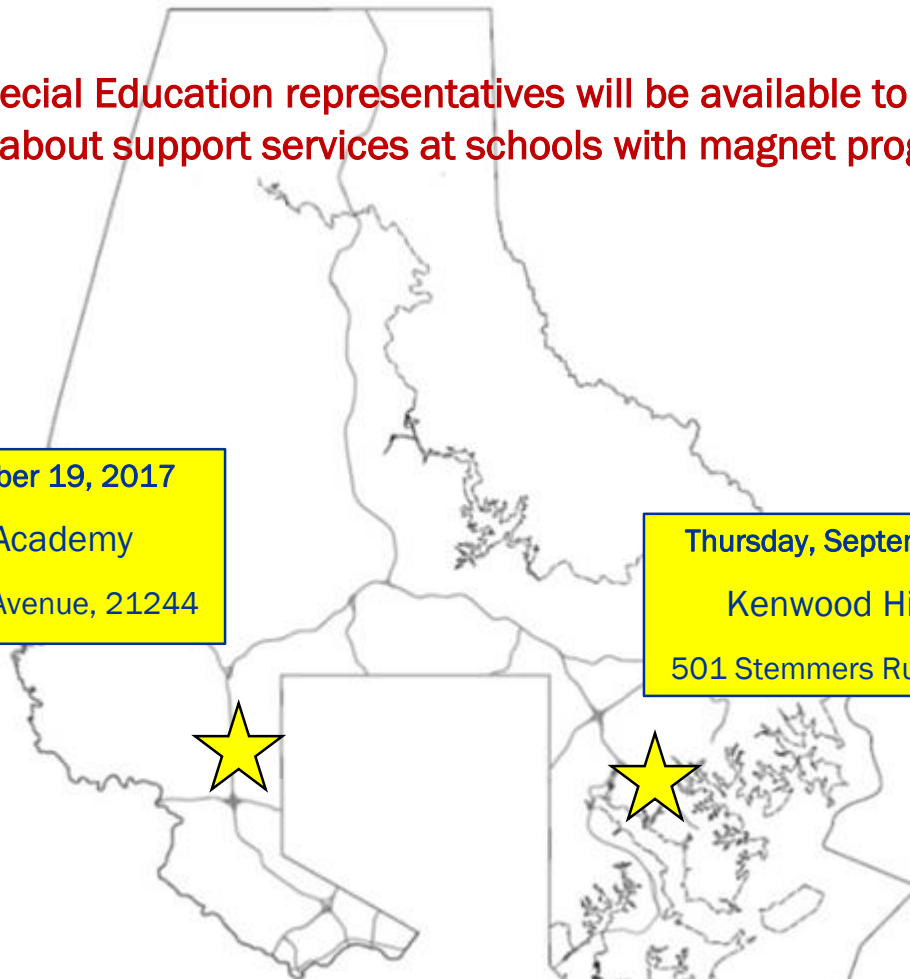 ecial Education representatives will be available to
about support services at schools with magnet prog
ber 19, 2017
Academy
Avenue, 21244
Thursday, Septe
Kenwood Hi
501 Stemmers Ru